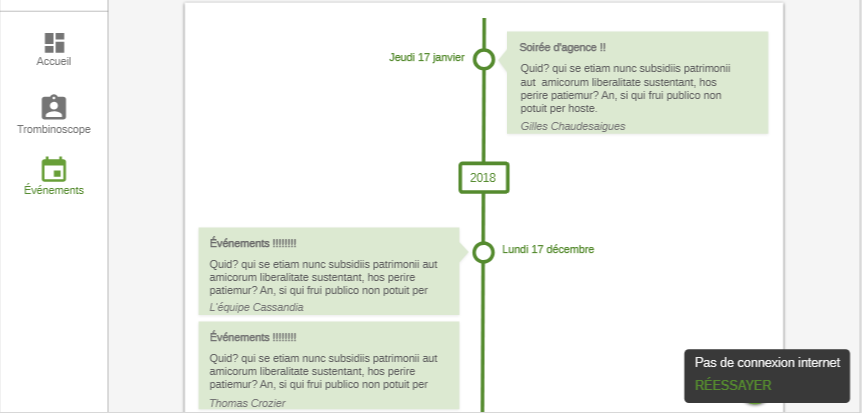 Accueil
Trombinoscope
Événements
Jeudi 17 janvier
Soirée d'agence !!
Quid? qui se etiam nunc subsidiis patrimonii
aut amicorum liberalitate sustentant, hos
perire patiemur? An, si qui frui publico non
potuit per hoste.
Gilles Chaudesaigues
2018
Événements !!!!!!!!
Quid? qui se etiam nunc subsidiis patrimonii aut
amicorum liberalitate sustentant, hos perire
patiemur? An, si qui frui publico non potuit per
L'équipe Cassandia
Lundi 17 décembre
Événements !!!!!!!!
Quid? qui se etiam nunc subsidiis patrimonii aut
amicorum liberalitate sustentant, hos perire
patiemur? An, si qui frui publico non potuit per
Thomas Crozier
Pas de connexion internet
RÉESSAYER